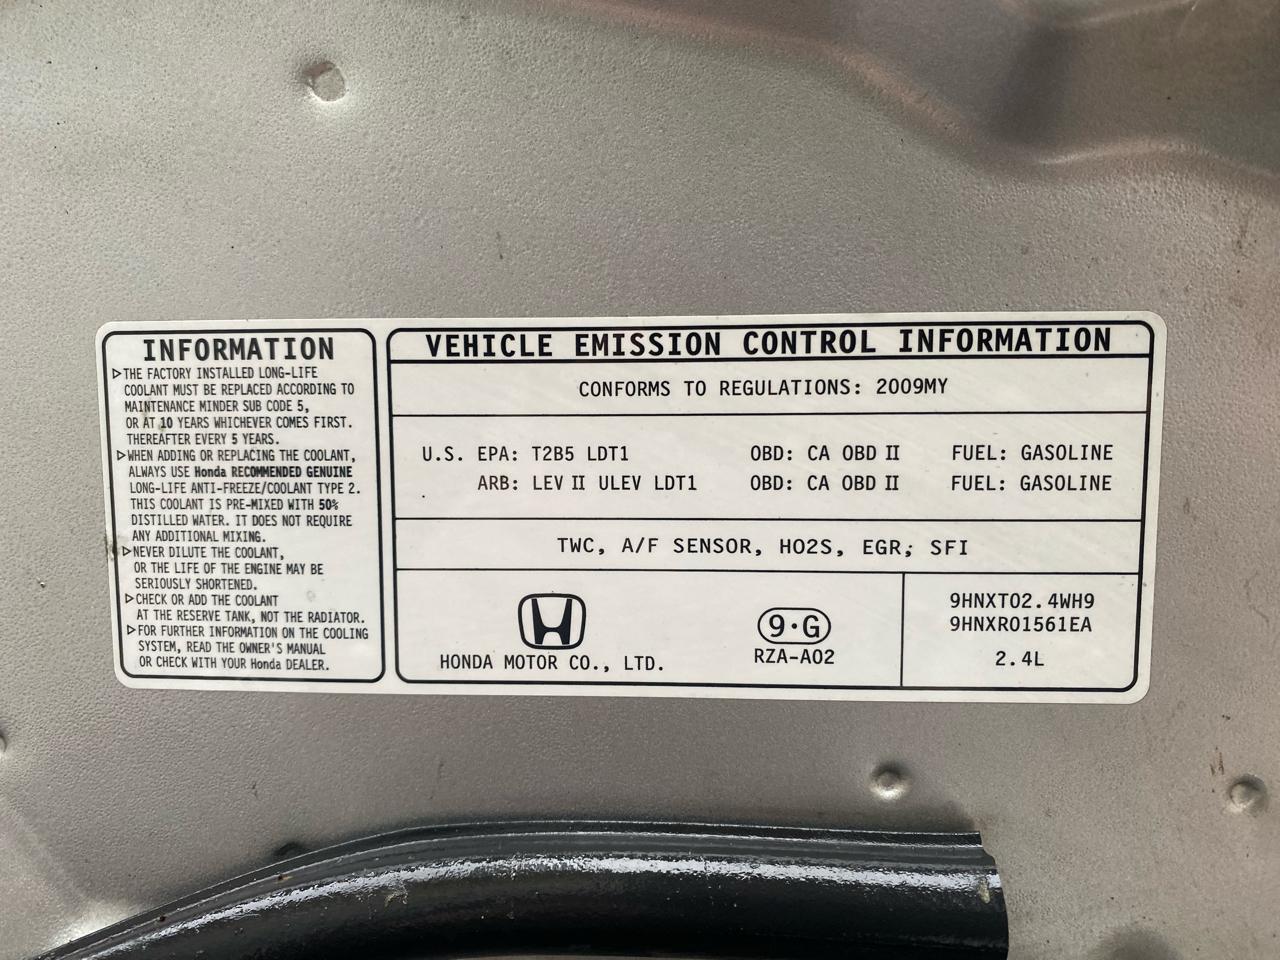 INFORMATION
▷THE FACTORY INSTALLED LONG-LIFE
COOLANT MUST BE REPLACED ACCORDING TO
MAINTENANCE MINDER SUB CODE 5,
OR AT 10 YEARS WHICHEVER COMES FIRST.
THEREAFTER EVERY 5 YEARS.
▷WHEN ADDING OR REPLACING THE COOLANT,
ALWAYS USE Honda RECOMMENDED GENUINE
LONG-LIFE ANTI-FREEZE/COOLANT TYPE 2.
THIS COOLANT IS PRE-MIXED WITH 50%
DISTILLED WATER. IT DOES NOT REQUIRE
ANY ADDITIONAL MIXING.
▷NEVER DILUTE THE COOLANT,
OR THE LIFE OF THE ENGINE MAY BE
SERIOUSLY SHORTENED.
▷CHECK OR ADD THE COOLANT
AT THE RESERVE TANK, NOT THE RADIATOR.
▷FOR FURTHER INFORMATION ON THE COOLING
SYSTEM, READ THE OWNER'S MANUAL
OR CHECK WITH YOUR Honda DEALER.
VEHICLE EMISSION CONTROL INFORMATION
CONFORMS TO REGULATIONS: 2009MY
U.S. EPA: T2B5 LDT1 OBD: CA OBD II FUEL: GASOLINE
ARB: LEV II ULEV LDT1 OBD: CA OBD II FUEL: GASOLINE
TWC, A/F SENSOR, HO2S, EGR, SFI
HONDA MOTOR CO., LTD.
9·G
RZA-A02
9HNXT02.4WH9
9HNXR01561EA
2.4L